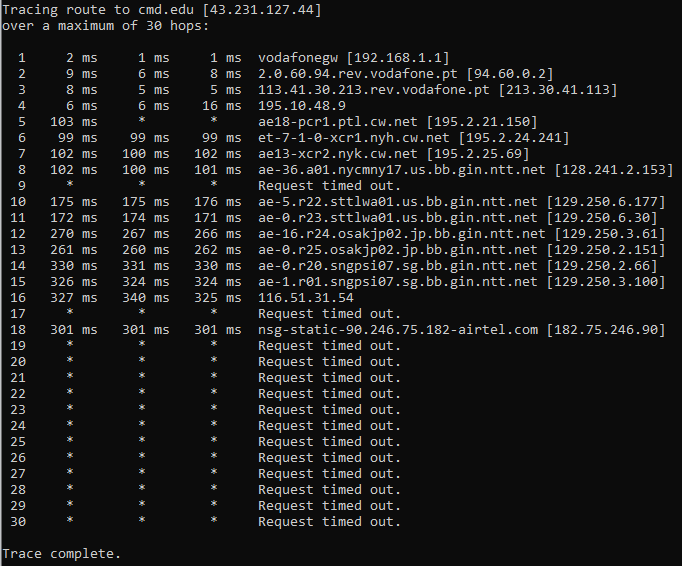 Tracing route to cmd.edu [43.231.127.44]
over a maximum of 30 hops:
1 2 ms 1 ms 1 ms vodafonegw [192.168.1.1]
2 9 ms 6 ms 8 ms 2.0.60.94.rev.vodafone.pt [94.60.0.2]
3 8 ms 5 ms 5 ms 113.41.30.213.rev.vodafone.pt [213.30.41.113]
4 6 ms 6 ms 16 ms 195.10.48.9
5 103 ms * * ae18-pcr1.ptl.cw.net [195.2.21.150]
6 99 ms 99 ms 99 ms et-7-1-0-xcr1.nyh.cw.net [195.2.24.241]
7 102 ms 100 ms 102 ms ae13-xcr2.nyk.cw.net [195.2.25.69]
8 102 ms 100 ms 101 ms ae-36.a01.nycmny17.us.bb.gin.ntt.net [128.241.2.153]
9 * * * Request timed out.
10 175 ms 175 ms 176 ms ae-5.r22.sttlwa01.us.bb.gin.ntt.net [129.250.6.177]
11 172 ms 174 ms 171 ms ae-0.r23.sttlwa01.us.bb.gin.ntt.net [129.250.6.30]
12 270 ms 267 ms 266 ms ae-16.r24.osakjp02.jp.bb.gin.ntt.net [129.250.3.61]
13 261 ms 260 ms 262 ms ae-0.r25.osakjp02.jp.bb.gin.ntt.net [129.250.2.151]
14 330 ms 331 ms 330 ms ae-0.r20.sngpsi07.sg.bb.gin.ntt.net [129.250.2.66]
15 326 ms 324 ms 324 ms ae-1.r01.sngpsi07.sg.bb.gin.ntt.net [129.250.3.100]
16 327 ms 340 ms 325 ms 116.51.31.54
17 * * * Request timed out.
18 301 ms 301 ms 301 ms nsg-static-90.246.75.182-airtel.com [182.75.246.90]
19 * * * Request timed out.
20 * * * Request timed out.
21 * * * Request timed out.
22 * * * Request timed out.
23 * * * Request timed out.
24 * * * Request timed out.
25 * * * Request timed out.
26 * * * Request timed out.
27 * * * Request timed out.
28 * * * Request timed out.
29 * * * Request timed out.
30 * * * Request timed out.
Trace complete.